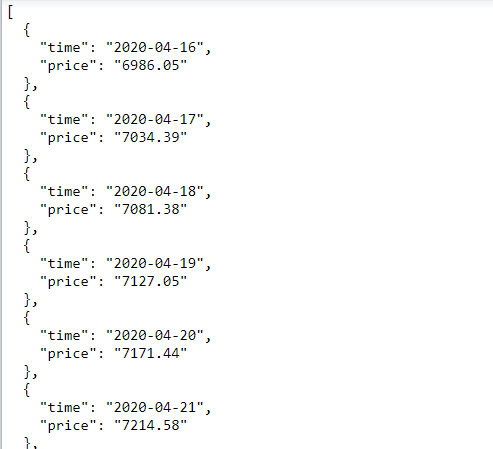 [
  {
    "time": "2020-04-16",
    "price": "6986.05"
  },
  {
    "time": "2020-04-17",
    "price": "7034.39"
  },
  {
    "time": "2020-04-18",
    "price": "7081.38"
  },
  {
    "time": "2020-04-19",
    "price": "7127.05"
  },
  {
    "time": "2020-04-20",
    "price": "7171.44"
  },
  {
    "time": "2020-04-21",
    "price": "7214.58"
  },